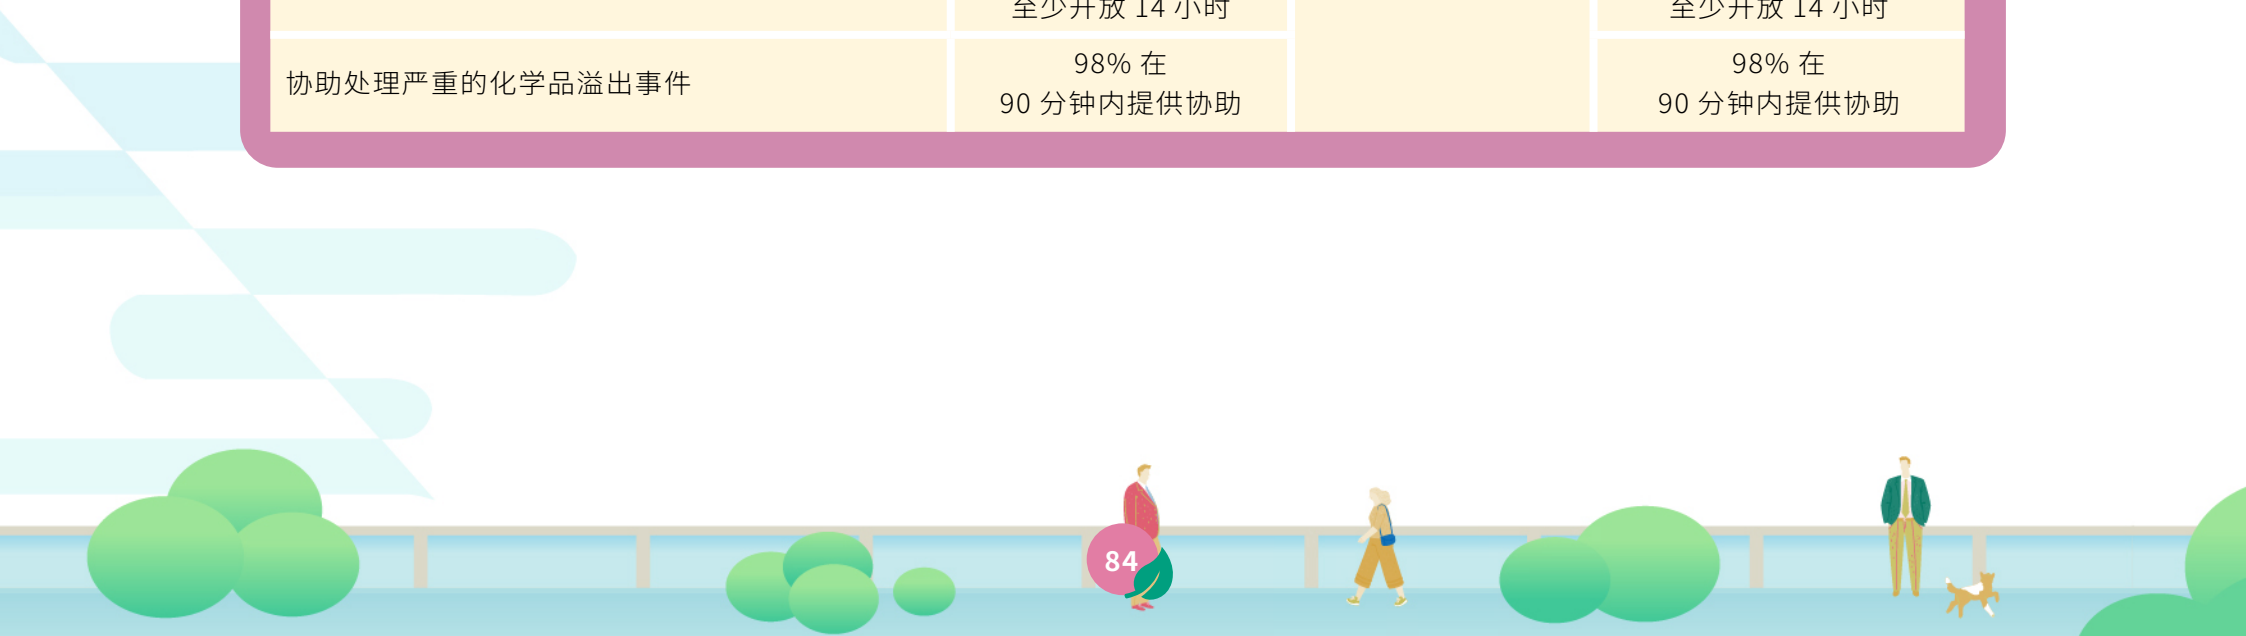 至少开放 14 小时
至少开放 14 小时
协助处理严重的化学品溢出事件
98% 在
90 分钟内提供协助
98% 在
90 分钟内提供协助
84